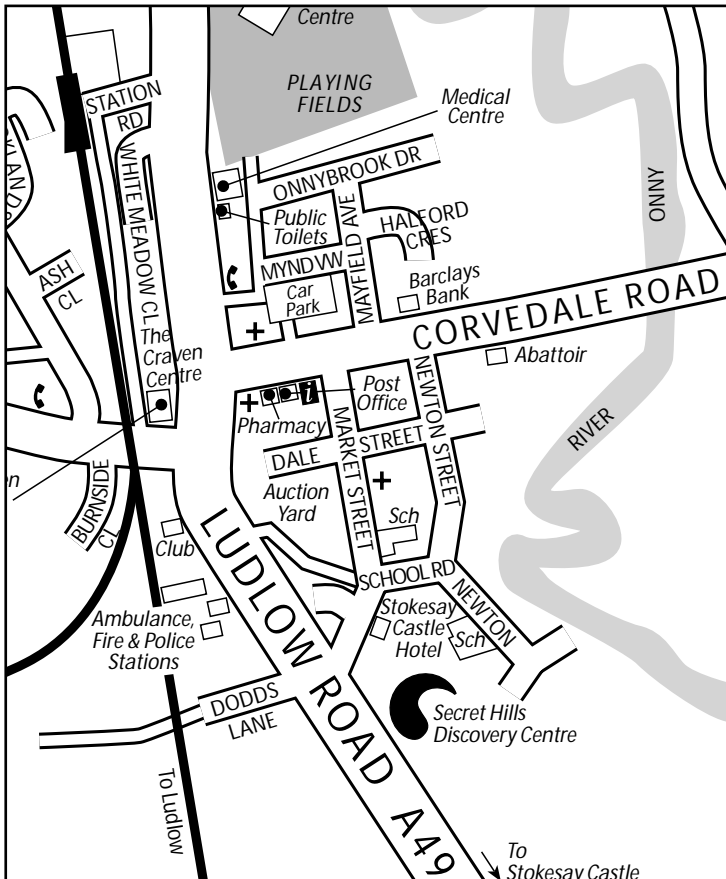 Centre
PLAYING
FIELDS
Medical
Centre
STATION
RD
WHITE MEADOW CL
ONNYBROOK DR
ONNY
Public
Toilets
MAYFIELD AVE
HALFORD
CRES
MYND VW
ASH
CL
Car
Park
Barclays
Bank
CORVEDALE ROAD
The
Craven
Centre
Abattoir
i
Post
Office
Pharmacy
NEWTON STREET
MARKET STREET
DALE STREET
RIVER
Auction
Yard
BURNSIDE
CL
Sch
Club
LUDLOW ROAD A49
SCHOOL RD
NEWTON
Ambulance,
Fire & Police
Stations
Stokesay
Castle
Hotel
Sch
DODDS
LANE
Secret Hills
Discovery Centre
To Ludlow
To
Stokesay Castle